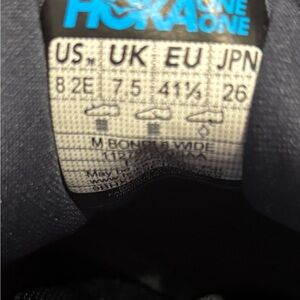 HOKA ONE
ONE
US M UK EU JPN
8 2E 7.5 41⅓ 26
M BONDI 8 WIDE